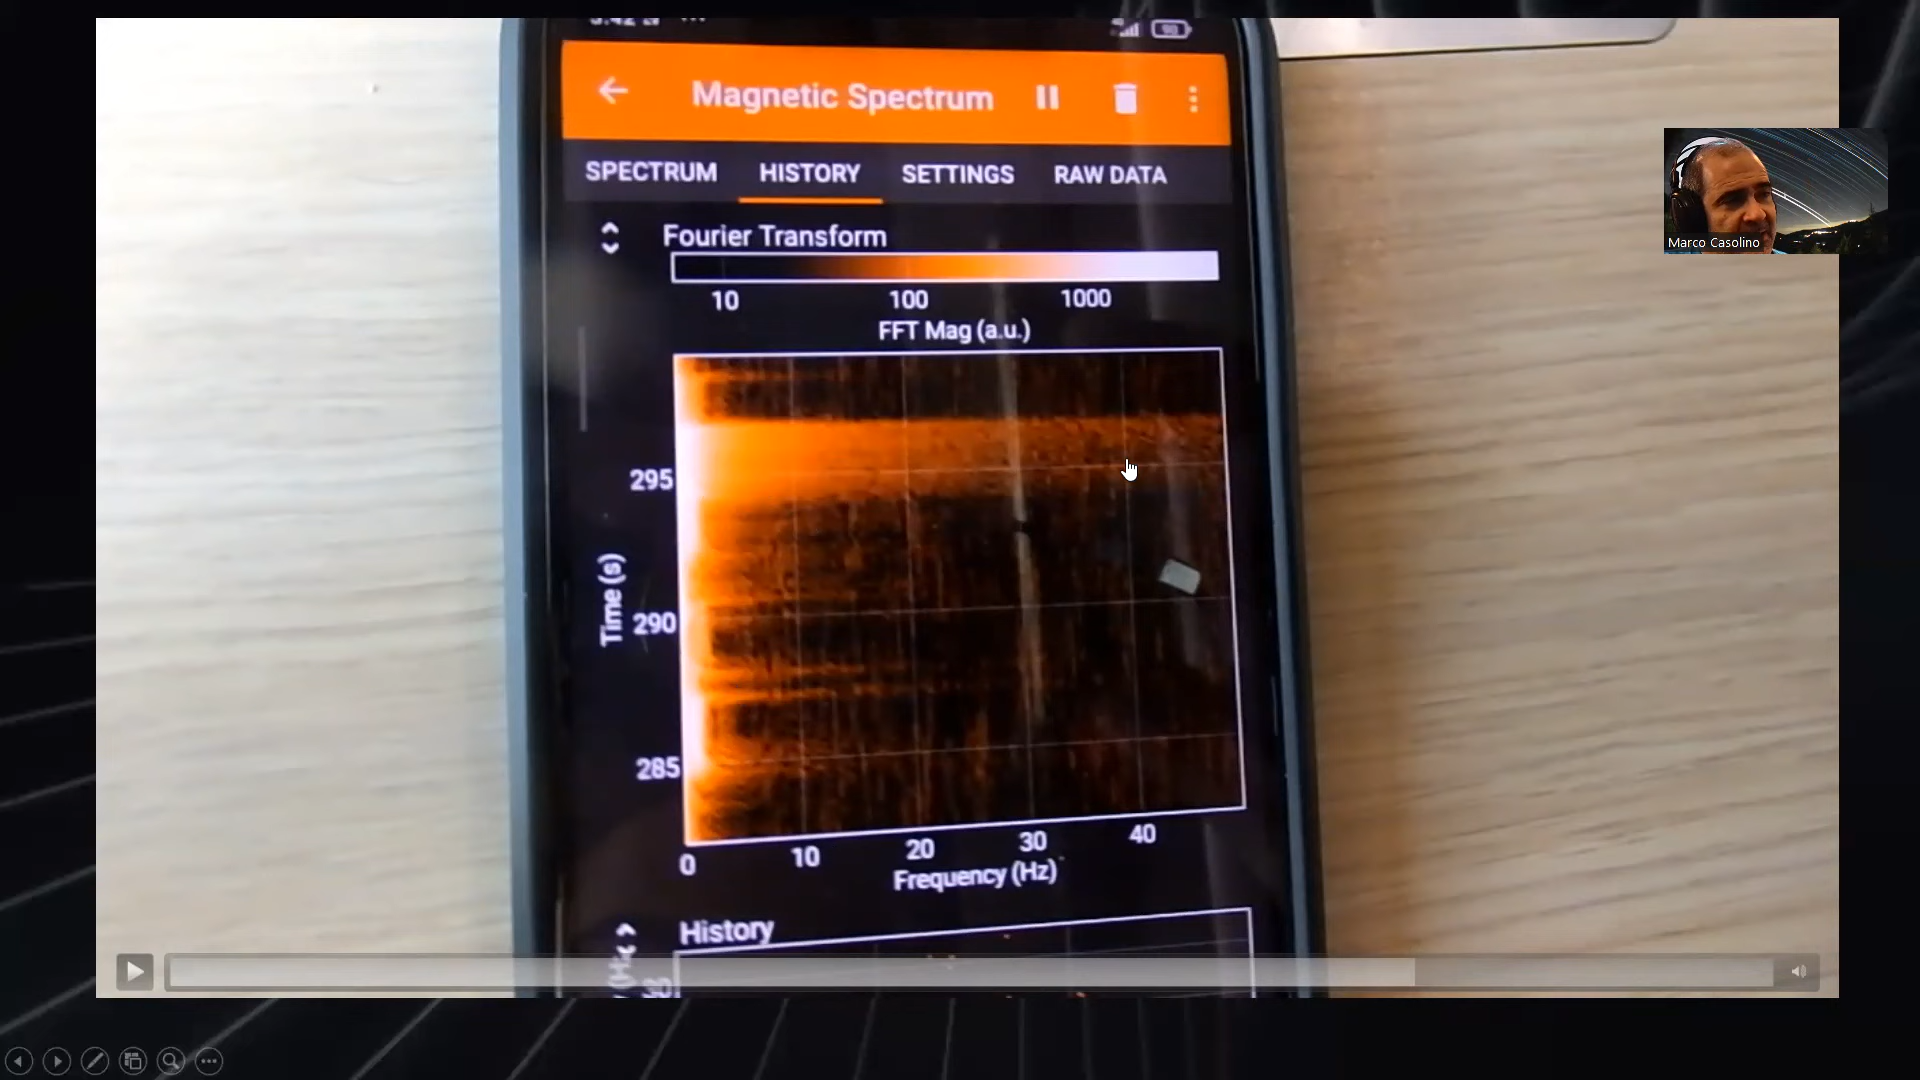 Magnetic Spectrum
SPECTRUM HISTORY SETTINGS RAW DATA
Fourier Transform
10 100 1000
FFT Mag (a.u.)
295
290
285
Time (s)
0 10 20 30 40
Frequency (Hz)
History
Marco Casolino